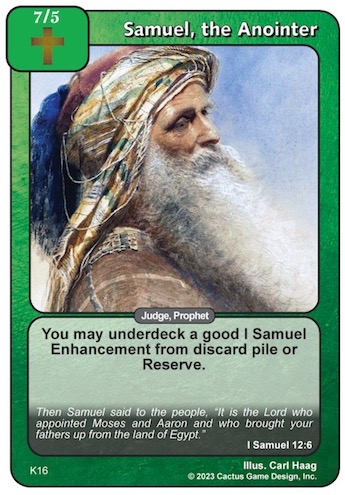 7/5
Samuel, the Anointer
Judge, Prophet
You may underdeck a good I Samuel
Enhancement from discard pile or
Reserve.
Then Samuel said to the people, “It is the Lord who
appointed Moses and Aaron and who brought your
fathers up from the land of Egypt.”
I Samuel 12:6
K16
Illus. Carl Haag
© 2023 Cactus Game Design, Inc.